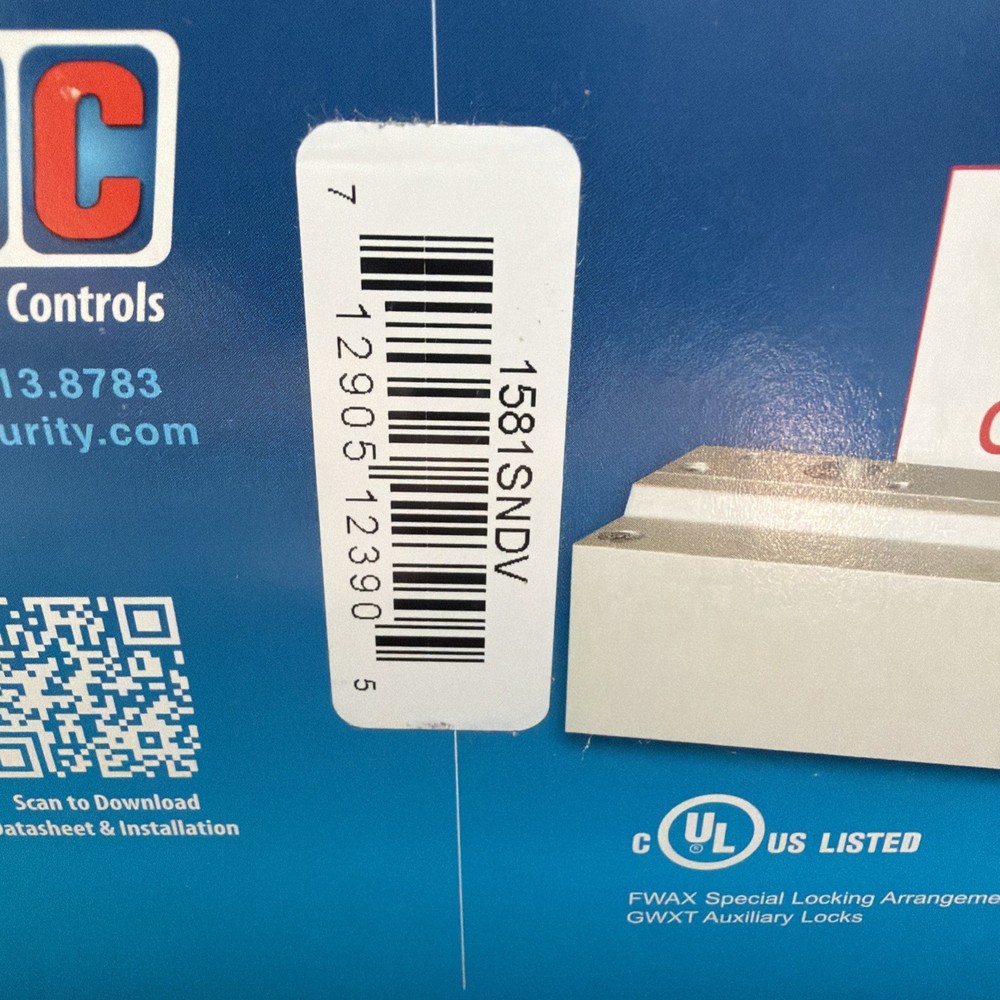 C
Controls
13.8783
urity.com
Scan to Download
Datasheet & Installation
1581SNDV
7 12905 12390 5
C UL US LISTED
®
FWAX Special Locking Arrangeme
GWXT Auxiliary Locks